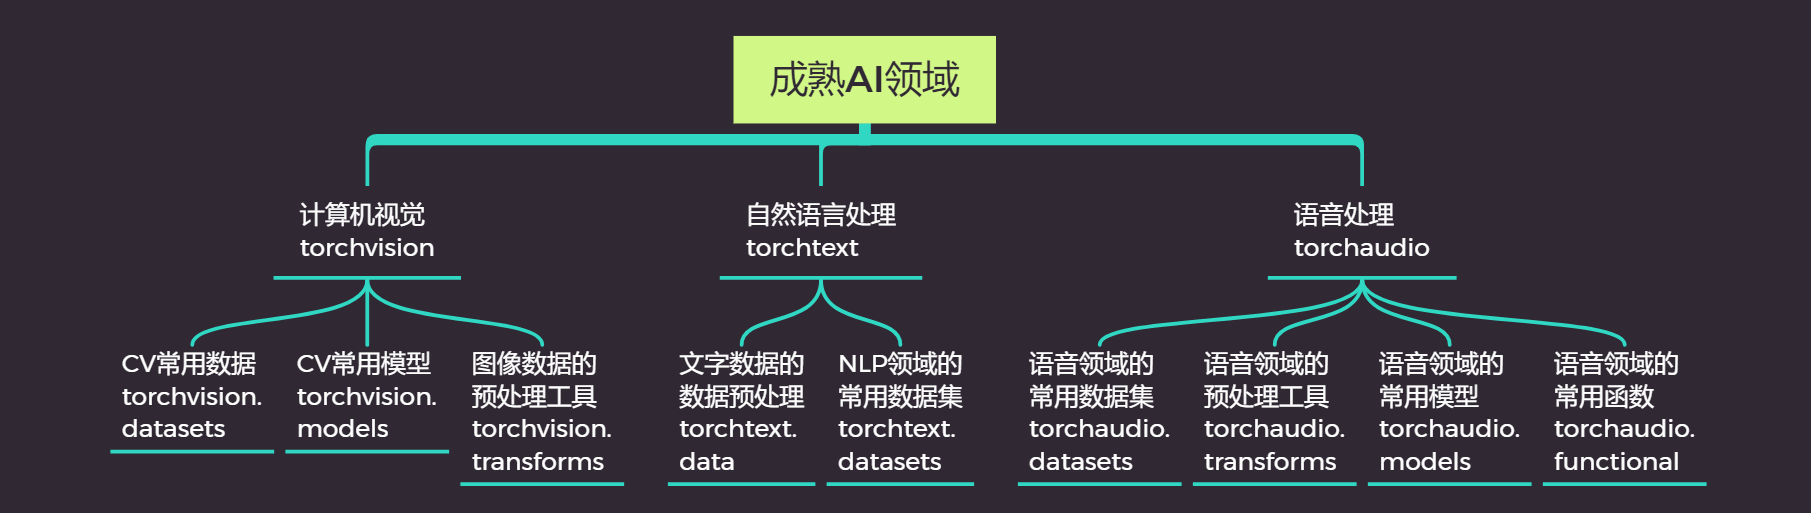 成熟AI领域
计算机视觉
torchvision
自然语言处理
torchtext
语音处理
torchaudio
CV常用数据
torchvision.
datasets
CV常用模型
torchvision.
models
图像数据的
预处理工具
torchvision.
transforms
文字数据的
数据预处理
torchtext.
data
NLP领域的
常用数据集
torchtext.
datasets
语音领域的
常用数据集
torchaudio.
datasets
语音领域的
预处理工具
torchaudio.
transforms
语音领域的
常用模型
torchaudio.
models
语音领域的
常用函数
torchaudio.
functional